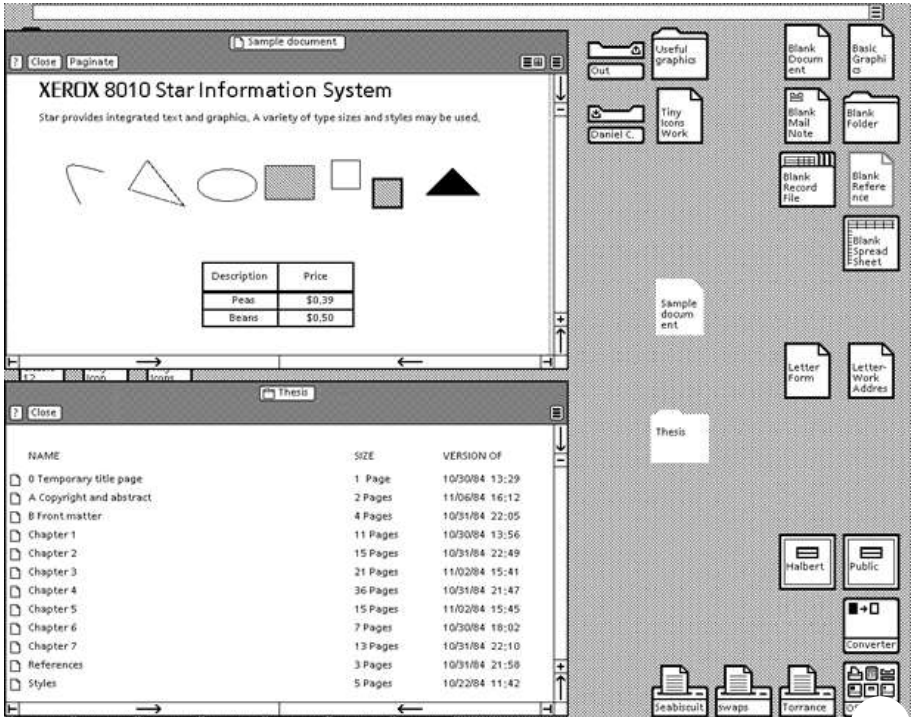 Sample document
? Close Paginate
XEROX 8010 Star Information System
Star provides integrated text and graphics. A variety of type sizes and styles may be used.
Description Price
Peas $0.39
Beans $0.50
Thesis
? Close
NAME SIZE VERSION OF
0 Temporary title page 1 Page 10/30/84 13:29
A Copyright and abstract 2 Pages 11/06/84 16:12
B Front matter 4 Pages 10/31/84 22:05
Chapter 1 11 Pages 10/30/84 13:56
Chapter 2 15 Pages 10/31/84 22:49
Chapter 3 21 Pages 11/02/84 15:41
Chapter 4 36 Pages 10/31/84 21:47
Chapter 5 15 Pages 11/02/84 15:45
Chapter 6 7 Pages 10/30/84 18:02
Chapter 7 13 Pages 10/31/84 22:10
References 3 Pages 10/31/84 21:58
Styles 5 Pages 10/22/84 11:42
Out
Useful
graphics
Blank
Docum
ent
Basic
Graphi
cs
Daniel C.
Tiny
Icons
Work
Blank
Mail
Note
Blank
Folder
Blank
Record
File
Blank
Refere
nce
Blank
Spread
Sheet
Sample
docum
ent
Letter
Form
Letter-
Work
Addres
Thesis
Halbert
Public
Converter
Seabiscuit
swaps
Torrance